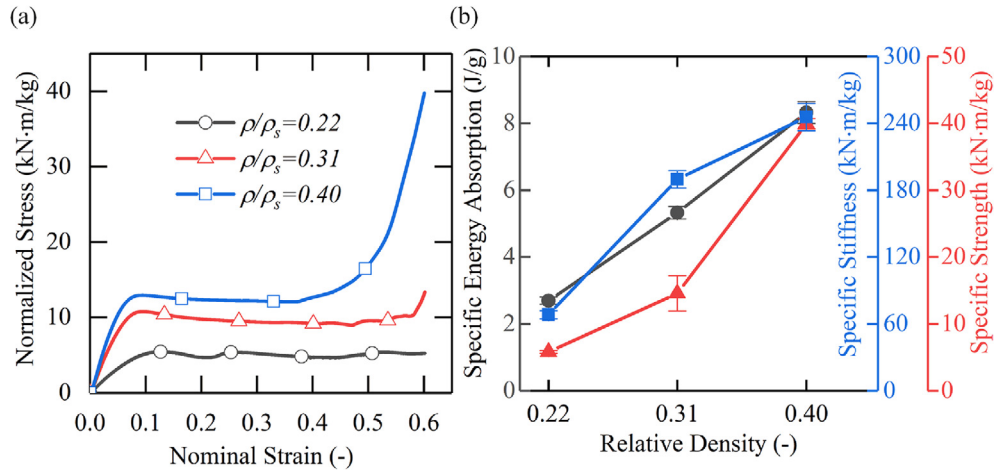 (a)
Normalized Stress (kN·m/kg)
40
30
20
10
0
ρ/ρs=0.22
ρ/ρs=0.31
ρ/ρs=0.40
0.0 0.1 0.2 0.3 0.4 0.5 0.6
Nominal Strain (-)
(b)
Specific Energy Absorption (J/g)
10
8
6
4
2
0
0.22 0.31 0.40
Relative Density (-)
300
240
180
120
60
0
Specific Stiffness (kN·m/kg)
50
40
30
20
10
0
Specific Strength (kN·m/kg)